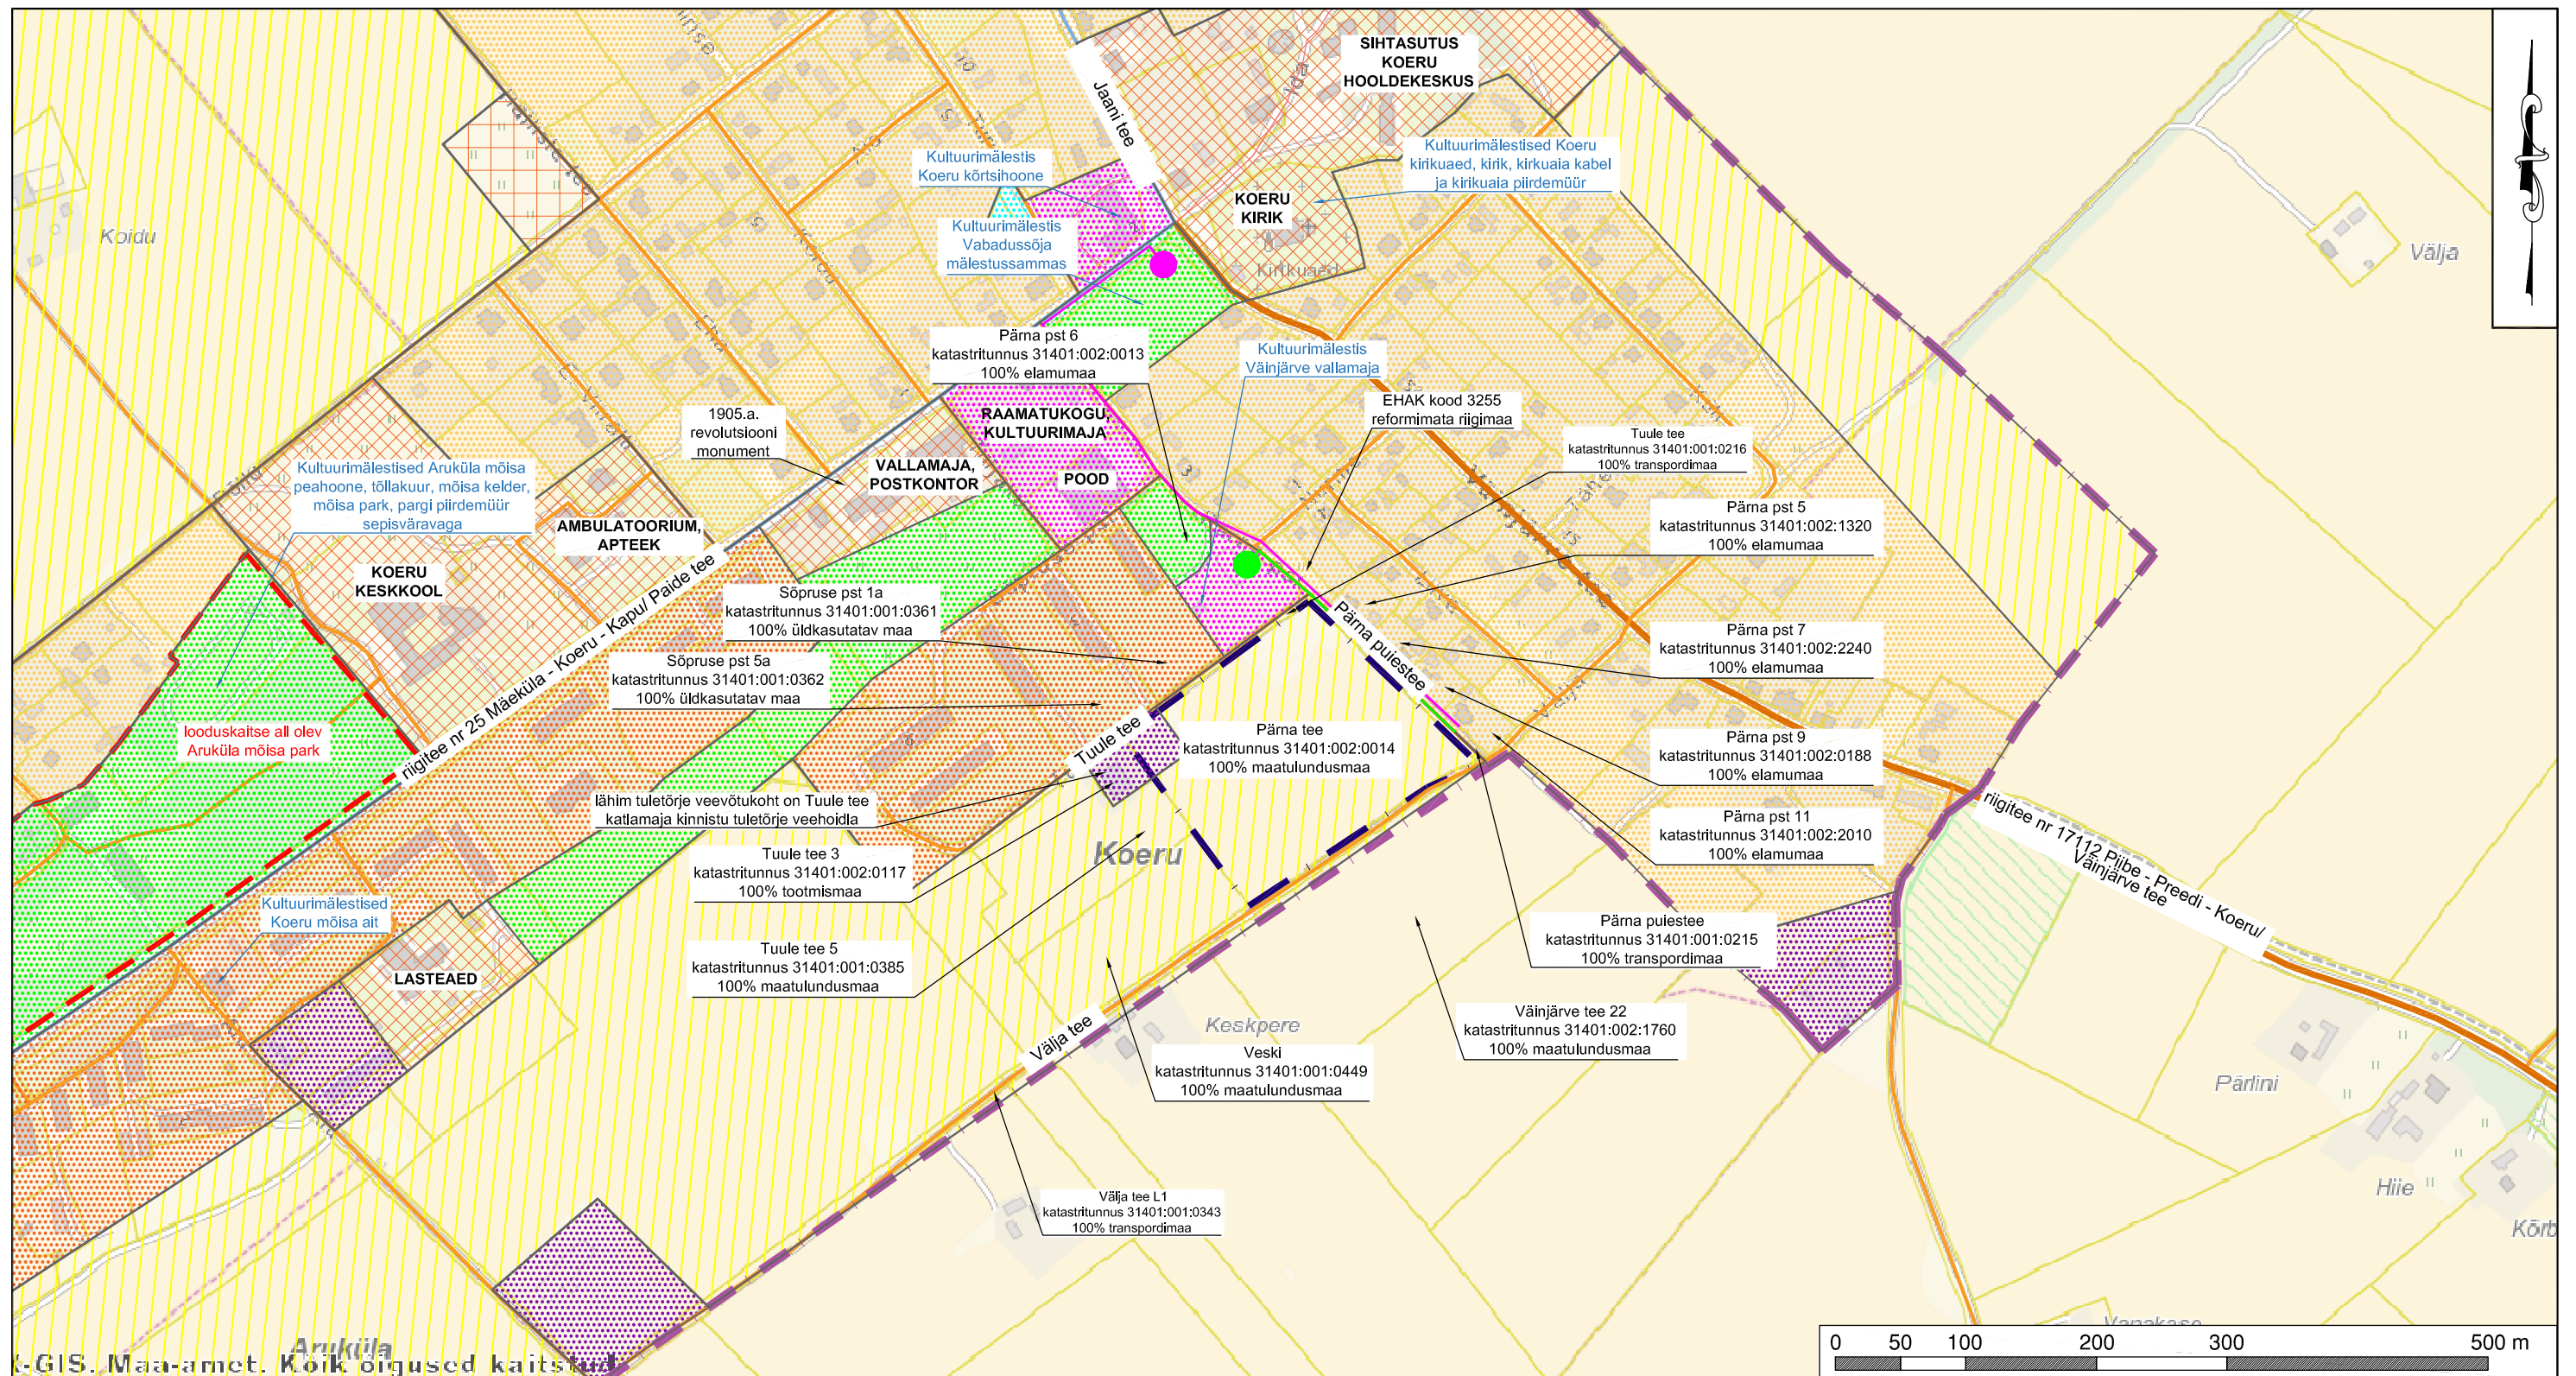 SIHTASUTUS
KOERU
HOOLDEKESKUS
Jaani tee
Ida
Kultuurimälestis
Koeru kõrtsihoone
Kultuurimälestised Koeru
kirikuaed, kirik, kirkuaia kabel
ja kirikuaia piirdemüür
KOERU
KIRIK
Kirikuaed
Koidu
Välja
Kultuurimälestis
Vabadussõja
mälestussammas
Pärna pst 6
katastritunnus 31401:002:0013
100% elamumaa
Kultuurimälestis
Väinjärve vallamaja
EHAK kood 3255
reformimata riigimaa
1905.a.
revolutsiooni
monument
RAAMATUKOGU,
KULTUURIMAJA
POOD
VALLAMAJA,
POSTKONTOR
Tuule tee
katastritunnus 31401:001:0216
100% transpordimaa
Kultuurimälestised Aruküla mõisa
peahoone, tõllakuur, mõisa kelder,
mõisa park, pargi piirdemüür
sepisväravaga
AMBULATOORIUM,
APTEEK
KOERU
KESKKOOL
Pärna pst 5
katastritunnus 31401:002:1320
100% elamumaa
Sõpruse pst 1a
katastritunnus 31401:001:0361
100% üldkasutatav maa
Pärna puiestee
Pärna pst 7
katastritunnus 31401:002:2240
100% elamumaa
Sõpruse pst 5a
katastritunnus 31401:001:0362
100% üldkasutatav maa
riigitee nr 25 Mäeküla - Koeru - Kapu/ Paide tee
looduskaitse all olev
Aruküla mõisa park
Tuule tee
Pärna tee
katastritunnus 31401:002:0014
100% maatulundusmaa
Pärna pst 9
katastritunnus 31401:002:0188
100% elamumaa
lähim tuletõrje veevõtukoht on Tuule tee
katlamaja kinnistu tuletõrje veehoidla
Pärna pst 11
katastritunnus 31401:002:2010
100% elamumaa
riigitee nr 17112 Piibe - Preedi - Koeru/
Väinjärve tee
Koeru
Tuule tee 3
katastritunnus 31401:002:0117
100% tootmismaa
Kultuurimälestised
Koeru mõisa ait
LASTEAED
Pärna puiestee
katastritunnus 31401:001:0215
100% transpordimaa
Tuule tee 5
katastritunnus 31401:001:0385
100% maatulundusmaa
Välja tee
Keskpere
Väinjärve tee 22
katastritunnus 31401:002:1760
100% maatulundusmaa
Veski
katastritunnus 31401:001:0449
100% maatulundusmaa
Pärlini
Hiie
Kõrb
Välja tee L1
katastritunnus 31401:001:0343
100% transpordimaa
Aruküla
-GIS. Maa-amet. Kõik õigused kaitstud
0 50 100 200 300 500 m